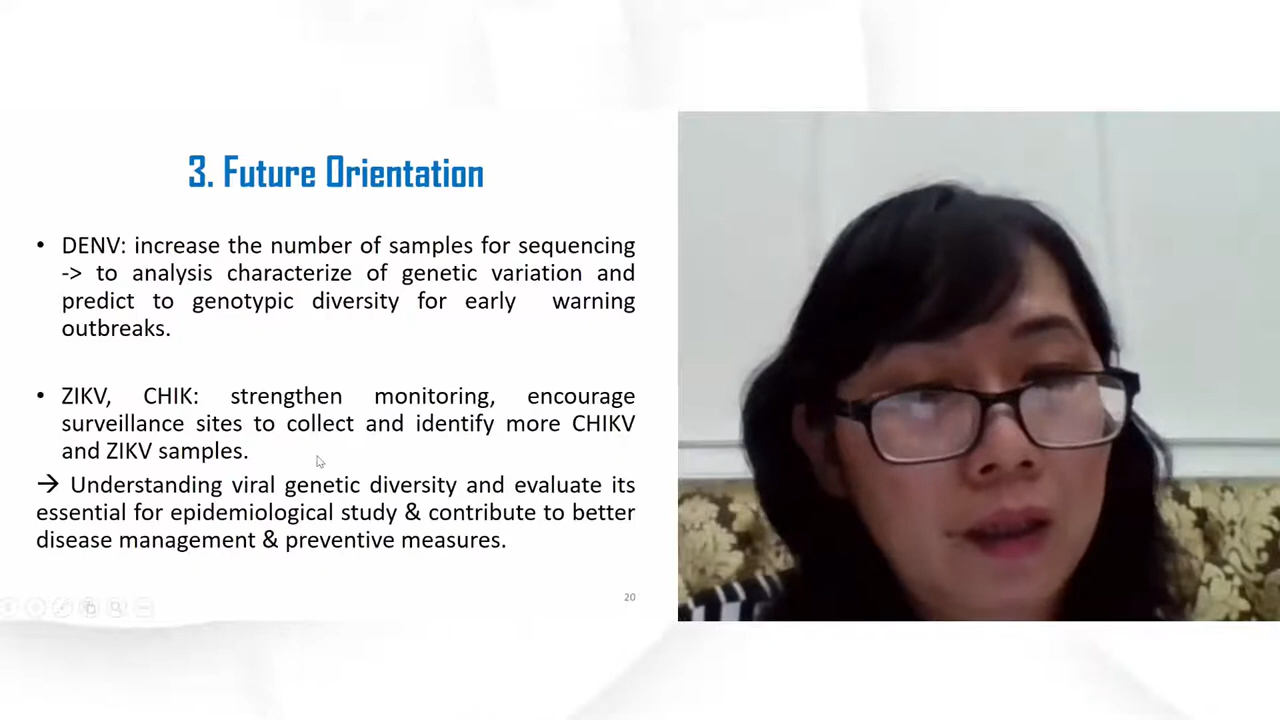 3. Future Orientation
• DENV: increase the number of samples for sequencing
-> to analysis characterize of genetic variation and
predict to genotypic diversity for early warning
outbreaks.
• ZIKV, CHIK: strengthen monitoring, encourage
surveillance sites to collect and identify more CHIKV
and ZIKV samples.
→ Understanding viral genetic diversity and evaluate its
essential for epidemiological study & contribute to better
disease management & preventive measures.
20